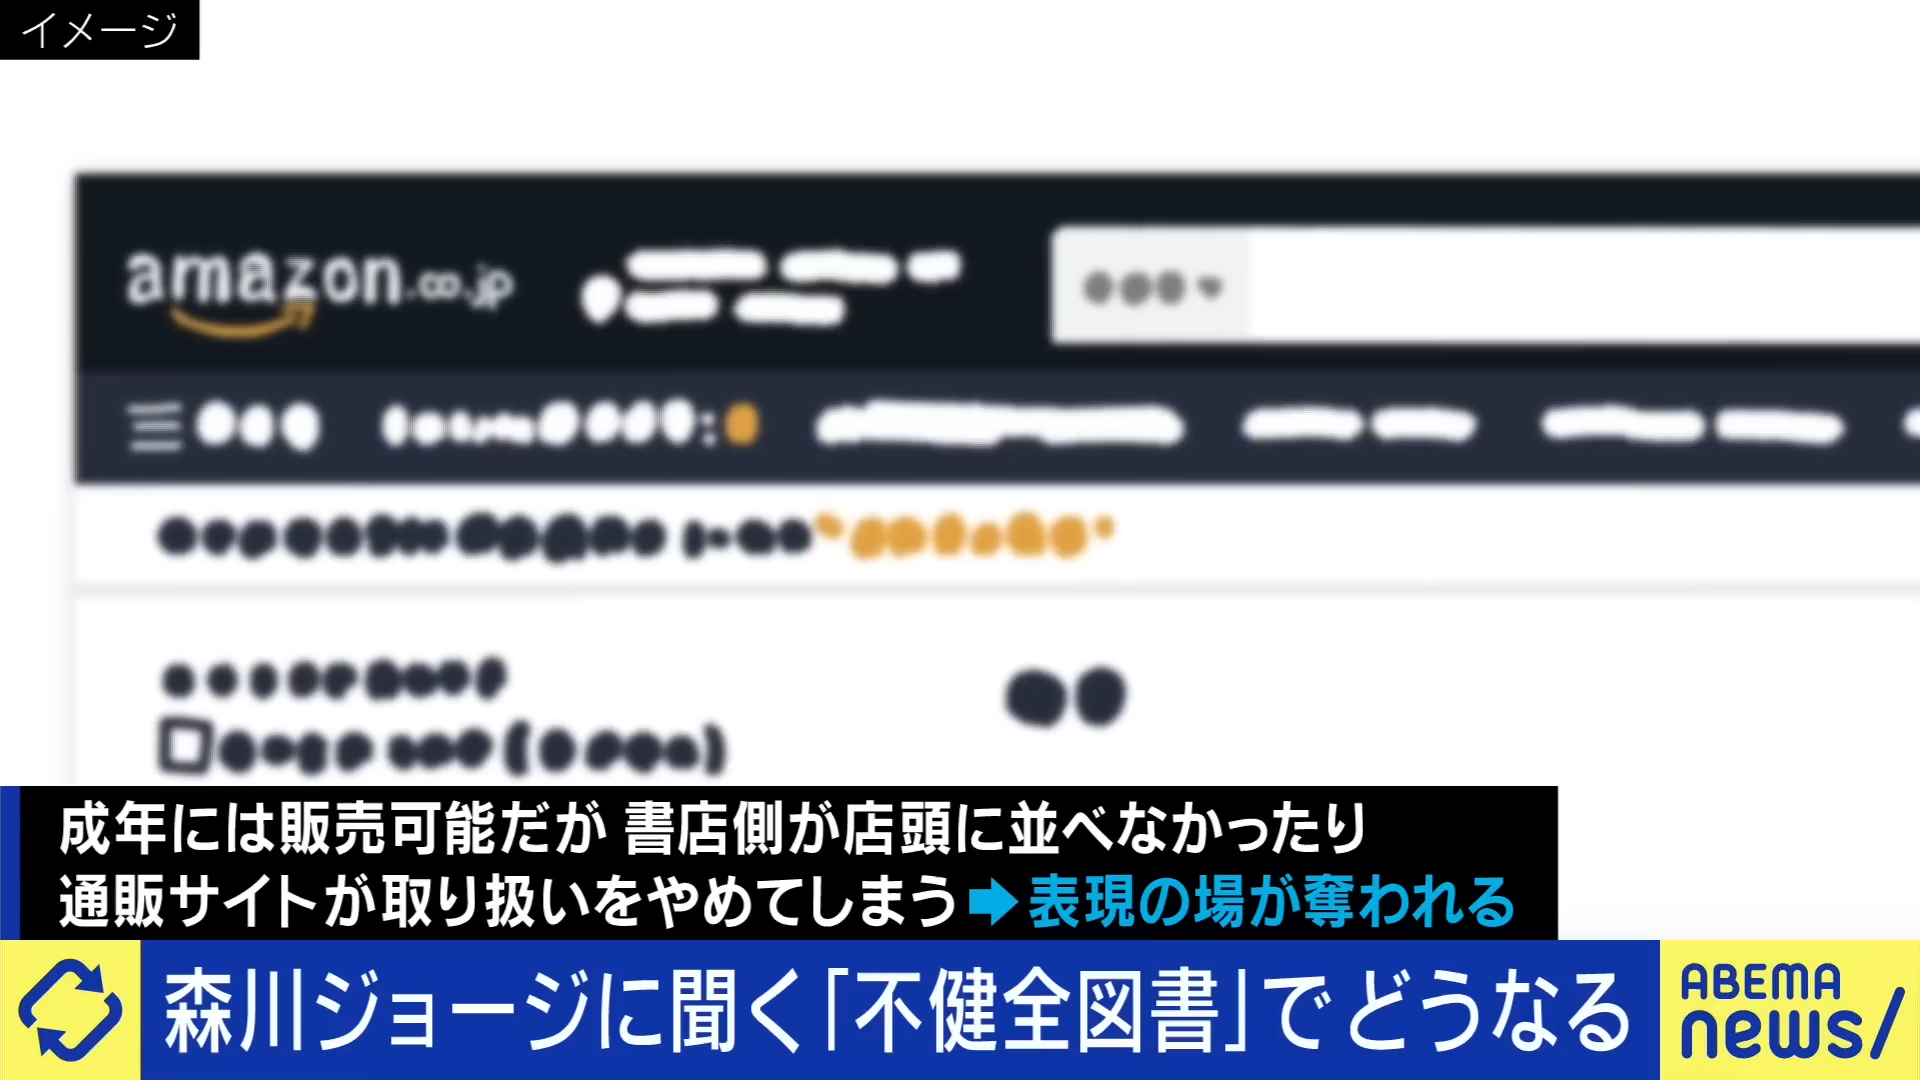 イメージ
amazon.co.jp
成年には販売可能だが 書店側が店頭に並べなかったり
通販サイトが取り扱いをやめてしまう➡表現の場が奪われる
森川ジョージに聞く「不健全図書」でどうなる
ABEMA
news/